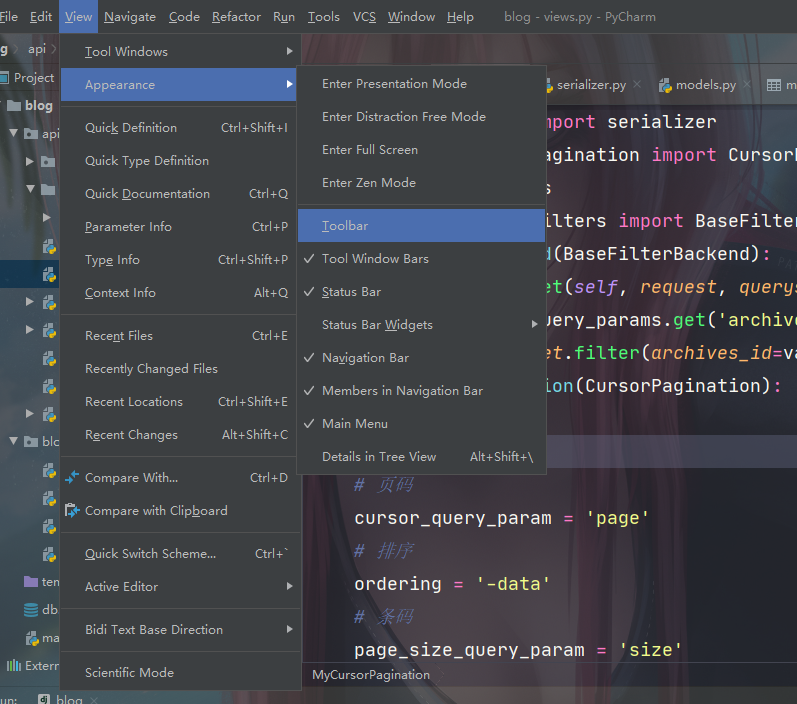 File Edit View Navigate Code Refactor Run Tools VCS Window Help blog - views.py - PyCharm
g api
Project
blog
api
Tool Windows
Appearance
Quick Definition Ctrl+Shift+I
Quick Type Definition
Quick Documentation Ctrl+Q
Parameter Info Ctrl+P
Type Info Ctrl+Shift+P
Context Info Alt+Q
Recent Files Ctrl+E
Recently Changed Files
Recent Locations Ctrl+Shift+E
Recent Changes Alt+Shift+C
Compare With... Ctrl+D
Compare with Clipboard
Quick Switch Scheme... Ctrl+`
Active Editor
Bidi Text Base Direction
Scientific Mode
Enter Presentation Mode
Enter Distraction Free Mode
Enter Full Screen
Enter Zen Mode
Toolbar
Tool Window Bars
Status Bar
Status Bar Widgets
Navigation Bar
Members in Navigation Bar
Main Menu
Details in Tree View Alt+Shift+\
serializer.py models.py m
mport serializer
agination import CursorP
s
ilters import BaseFilter
d(BaseFilterBackend):
et(self, request, querys
uery_params.get('archive
et.filter(archives_id=va
ion(CursorPagination):
# 页码
cursor_query_param = 'page'
# 排序
ordering = '-data'
# 条码
page_size_query_param = 'size'
MyCursorPagination
blo
ten
db
ma
Extern
un: blog